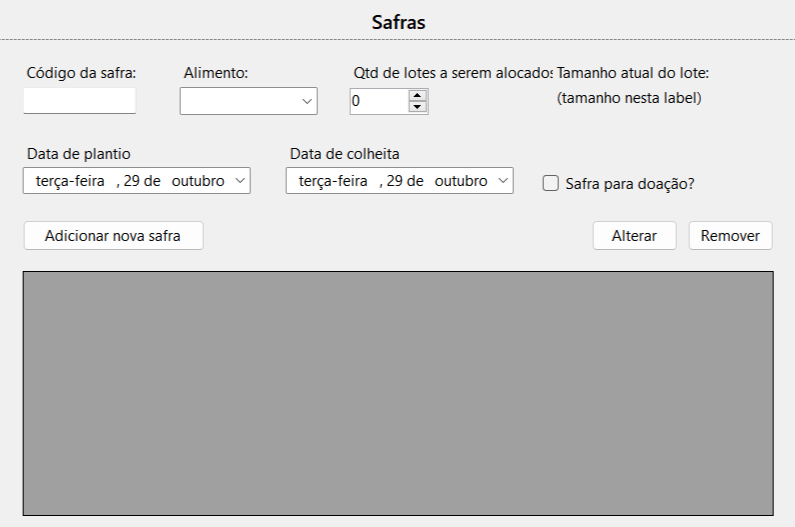 Safras
Código da safra:
Alimento:
Qtd de lotes a serem alocados
Tamanho atual do lote:
0
(tamanho nesta label)
Data de plantio
Data de colheita
terça-feira , 29 de outubro
terça-feira , 29 de outubro
Safra para doação?
Adicionar nova safra
Alterar
Remover